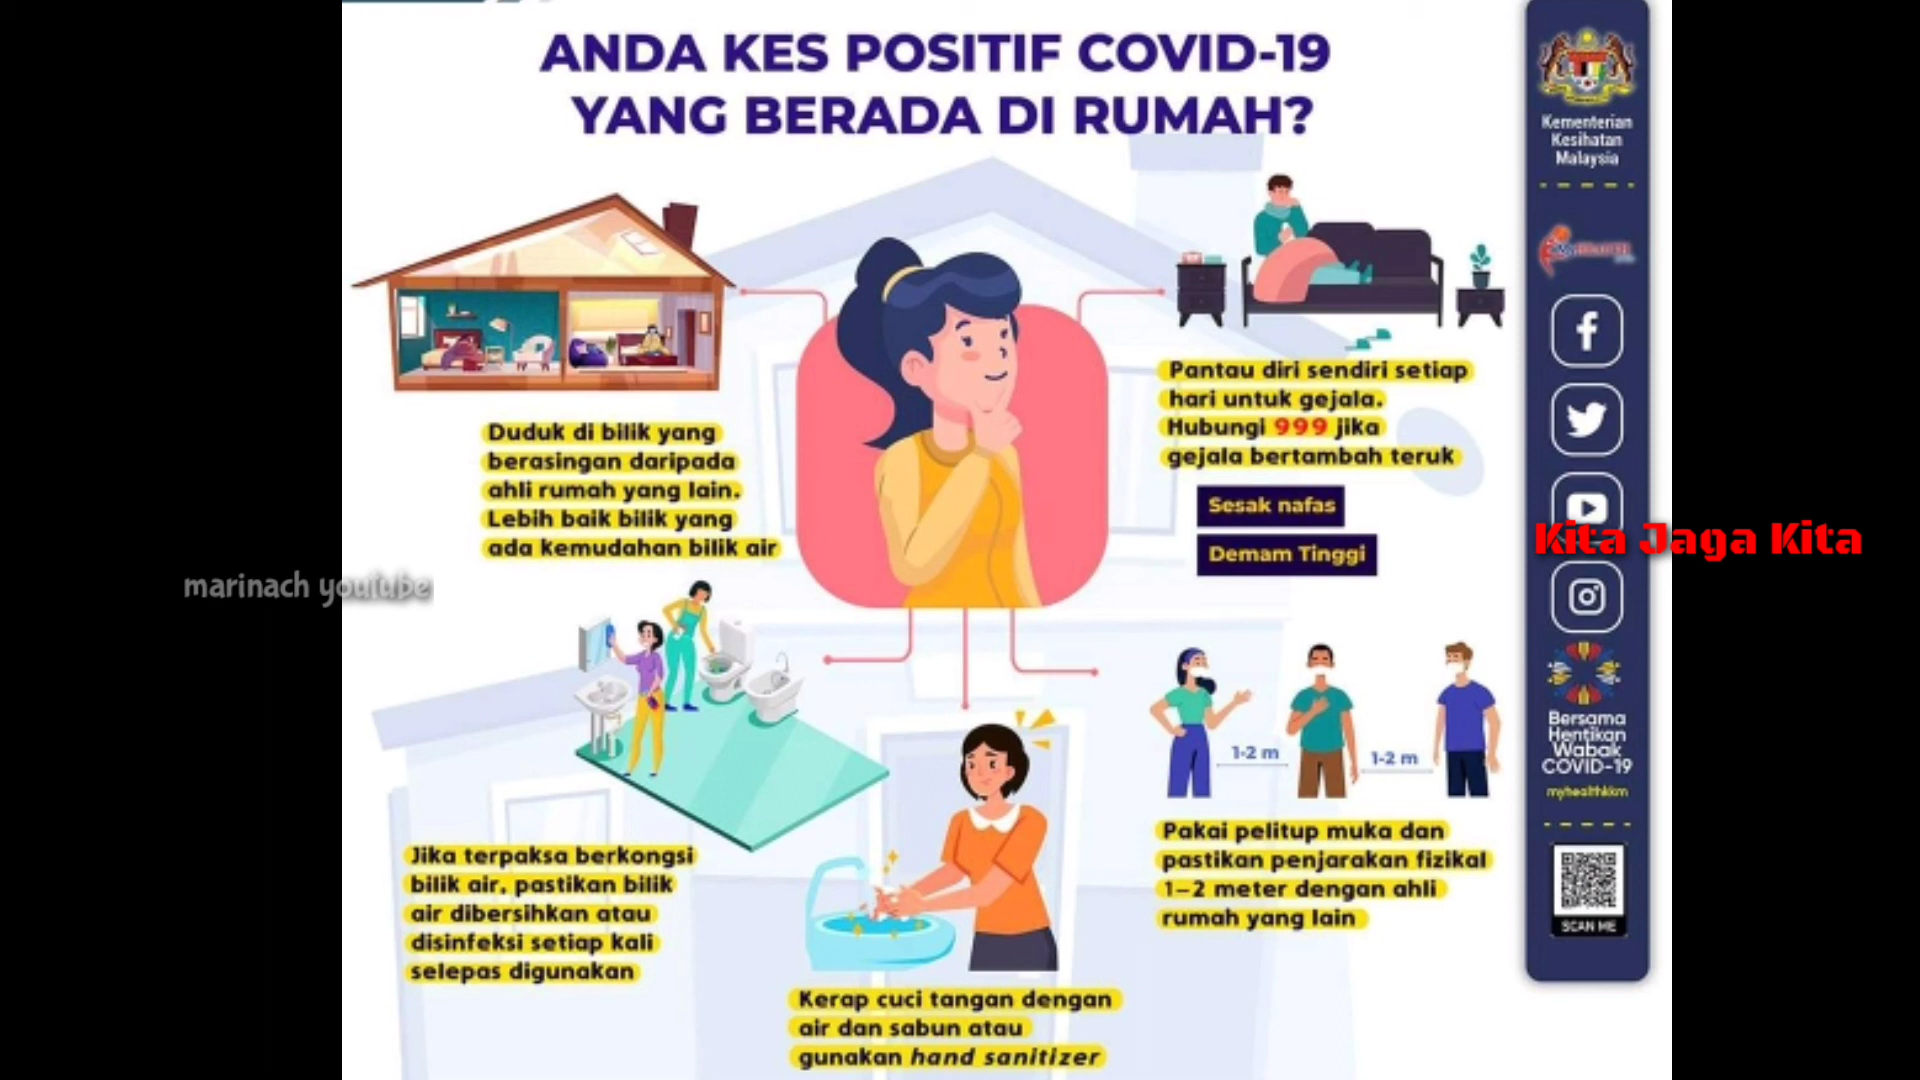 ANDA KES POSITIF COVID-19
YANG BERADA DI RUMAH?
Duduk di bilik yang
berasingan daripada
ahli rumah yang lain.
Lebih baik bilik yang
ada kemudahan bilik air
Pantau diri sendiri setiap
hari untuk gejala.
Hubungi 999 jika
gejala bertambah teruk
Sesak nafas
Demam Tinggi
Jika terpaksa berkongsi
bilik air, pastikan bilik
air dibersihkan atau
disinfeksi setiap kali
selepas digunakan
Kerap cuci tangan dengan
air dan sabun atau
gunakan hand sanitizer
1-2 m
1-2 m
Pakai pelitup muka dan
pastikan penjarakan fizikal
1–2 meter dengan ahli
rumah yang lain
Kementerian
Kesihatan
Malaysia
Kita Jaga Kita
Bersama
Hentikan
Wabak
COVID-19
myhealthkkm
SCAN ME
marinach youtube